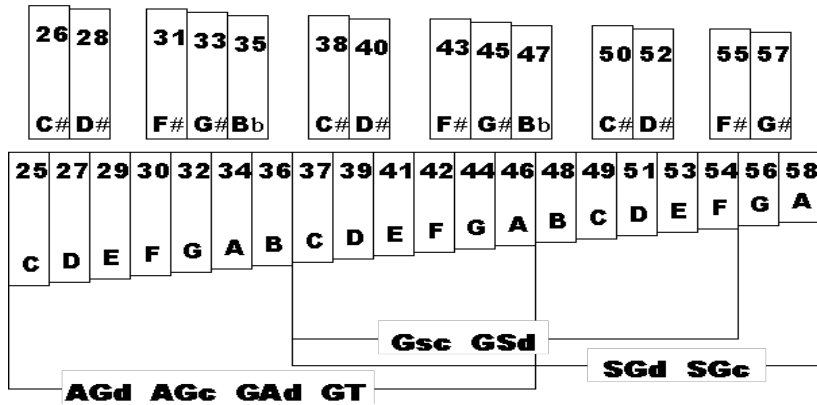 26 28 31 33 35 38 40 43 45 47 50 52 55 57
C# D# F# G# Bb C# D# F# G# Bb C# D# F# G#
25 27 29 30 32 34 36 37 39 41 42 44 46 48 49 51 53 54 56 58
C D E F G A B C D E F G A B C D E F G A
Gsc GSd
SGd SGc
AGd AGc GAd GT